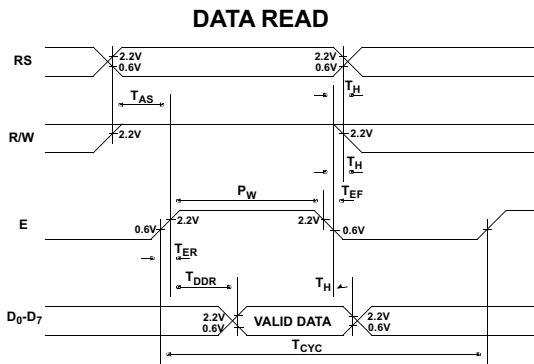 DATA READ
RS
2.2V
0.6V
2.2V
0.6V
TAS
TH
R/W
2.2V
2.2V
TH
PW
TEF
E
0.6V
2.2V
2.2V
0.6V
TER
TDDR
TH
D0-D7
2.2V
0.6V
VALID DATA
2.2V
0.6V
TCYC